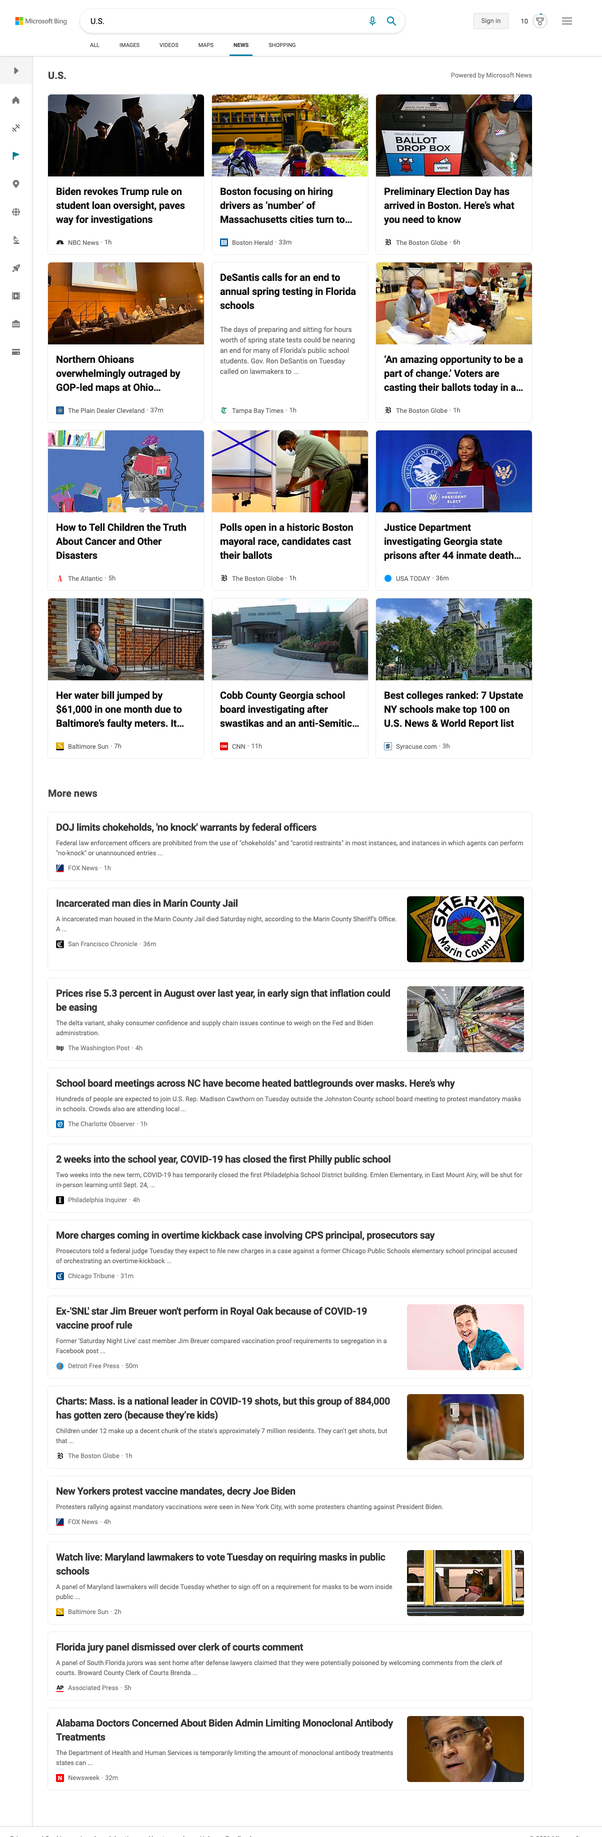 Microsoft Bing
U.S.
Sign in
10
ALL
IMAGES
VIDEOS
MAPS
NEWS
SHOPPING
U.S.
Powered by Microsoft News
BALLOT
DROP BOX
VOTE
Biden revokes Trump rule on
student loan oversight, paves
way for investigations
NBC News · 1h
Boston focusing on hiring
drivers as ‘number’ of
Massachusetts cities turn to...
Boston Herald · 33m
Preliminary Election Day has
arrived in Boston. Here’s what
you need to know
The Boston Globe · 6h
Northern Ohioans
overwhelmingly outraged by
GOP-led maps at Ohio...
The Plain Dealer Cleveland · 37m
DeSantis calls for an end to
annual spring testing in Florida
schools
The days of preparing and sitting for hours
worth of spring state tests could be nearing
an end for many of Florida’s public school
students. Gov. Ron DeSantis on Tuesday
called on lawmakers to ...
Tampa Bay Times · 1h
‘An amazing opportunity to be a
part of change.’ Voters are
casting their ballots today in a...
The Boston Globe · 1h
How to Tell Children the Truth
About Cancer and Other
Disasters
The Atlantic · 5h
Polls open in a historic Boston
mayoral race, candidates cast
their ballots
The Boston Globe · 1h
Justice Department
investigating Georgia state
prisons after 44 inmate death...
USA TODAY · 36m
Her water bill jumped by
$61,000 in one month due to
Baltimore’s faulty meters. It...
Baltimore Sun · 7h
Cobb County Georgia school
board investigating after
swastikas and an anti-Semitic...
CNN · 11h
Best colleges ranked: 7 Upstate
NY schools make top 100 on
U.S. News & World Report list
Syracuse.com · 3h
More news
DOJ limits chokeholds, 'no knock' warrants by federal officers
Federal law enforcement officers are prohibited from the use of "chokeholds" and "carotid restraints" in most instances, and instances in which agents can perform
"no-knock" or unannounced entries ...
FOX News · 1h
Incarcerated man dies in Marin County Jail
A incarcerated man housed in the Marin County Jail died Saturday night, according to the Marin County Sheriff’s Office.
A ...
San Francisco Chronicle · 36m
SHERIFF
Marin County
Prices rise 5.3 percent in August over last year, in early sign that inflation could
be easing
The delta variant, shaky consumer confidence and supply chain issues continue to weigh on the Fed and Biden
administration.
The Washington Post · 4h
School board meetings across NC have become heated battlegrounds over masks. Here’s why
Hundreds of people are expected to join U.S. Rep. Madison Cawthorn on Tuesday outside the Johnston County school board meeting to protest mandatory masks
in schools. Crowds also are attending local ...
The Charlotte Observer · 1h
2 weeks into the school year, COVID-19 has closed the first Philly public school
Two weeks into the new term, COVID-19 has temporarily closed the first Philadelphia School District building. Emlen Elementary, in East Mount Airy, will be shut for
in-person learning until Sept. 24, ...
Philadelphia Inquirer · 4h
More charges coming in overtime kickback case involving CPS principal, prosecutors say
Prosecutors told a federal judge Tuesday they expect to file new charges in a case against a former Chicago Public Schools elementary school principal accused
of orchestrating an overtime-kickback ...
Chicago Tribune · 31m
Ex-'SNL' star Jim Breuer won't perform in Royal Oak because of COVID-19
vaccine proof rule
Former 'Saturday Night Live' cast member Jim Breuer compared vaccination proof requirements to segregation in a
Facebook post ...
Detroit Free Press · 50m
Charts: Mass. is a national leader in COVID-19 shots, but this group of 884,000
has gotten zero (because they’re kids)
Children under 12 make up a decent chunk of the state’s approximately 7 million residents. They can’t get shots, but
that ...
The Boston Globe · 1h
New Yorkers protest vaccine mandates, decry Joe Biden
Protesters rallying against mandatory vaccinations were seen in New York City, with some protesters chanting against President Biden.
FOX News · 4h
Watch live: Maryland lawmakers to vote Tuesday on requiring masks in public
schools
A panel of Maryland lawmakers will decide Tuesday whether to sign off on a requirement for masks to be worn inside
public ...
Baltimore Sun · 2h
Florida jury panel dismissed over clerk of courts comment
A panel of South Florida jurors was sent home after defense lawyers claimed that they were potentially poisoned by welcoming comments from the clerk of
courts. Broward County Clerk of Courts Brenda ...
Associated Press · 5h
Alabama Doctors Concerned About Biden Admin Limiting Monoclonal Antibody
Treatments
The Department of Health and Human Services is temporarily limiting the amount of monoclonal antibody treatments
states can ...
Newsweek · 32m